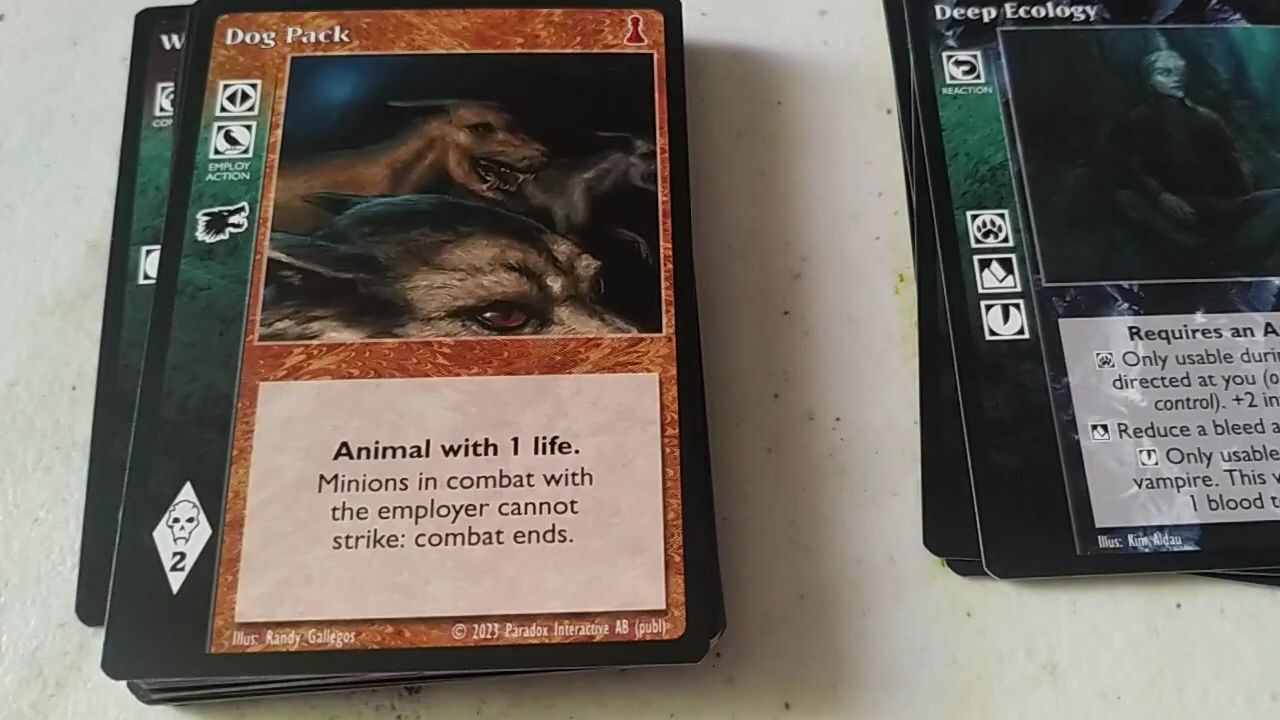 Dog Pack
EMPLOY
ACTION
Animal with 1 life.
Minions in combat with
the employer cannot
strike: combat ends.
2
Illus: Randy Gallegos
© 2023 Paradox Interactive AB (publ)
Deep Ecology
REACTION
Requires an
Only usable
directed at you
control). +2
Reduce a bleed
Only usable
vampire. This
1 blood
Illus: Kim Aldau